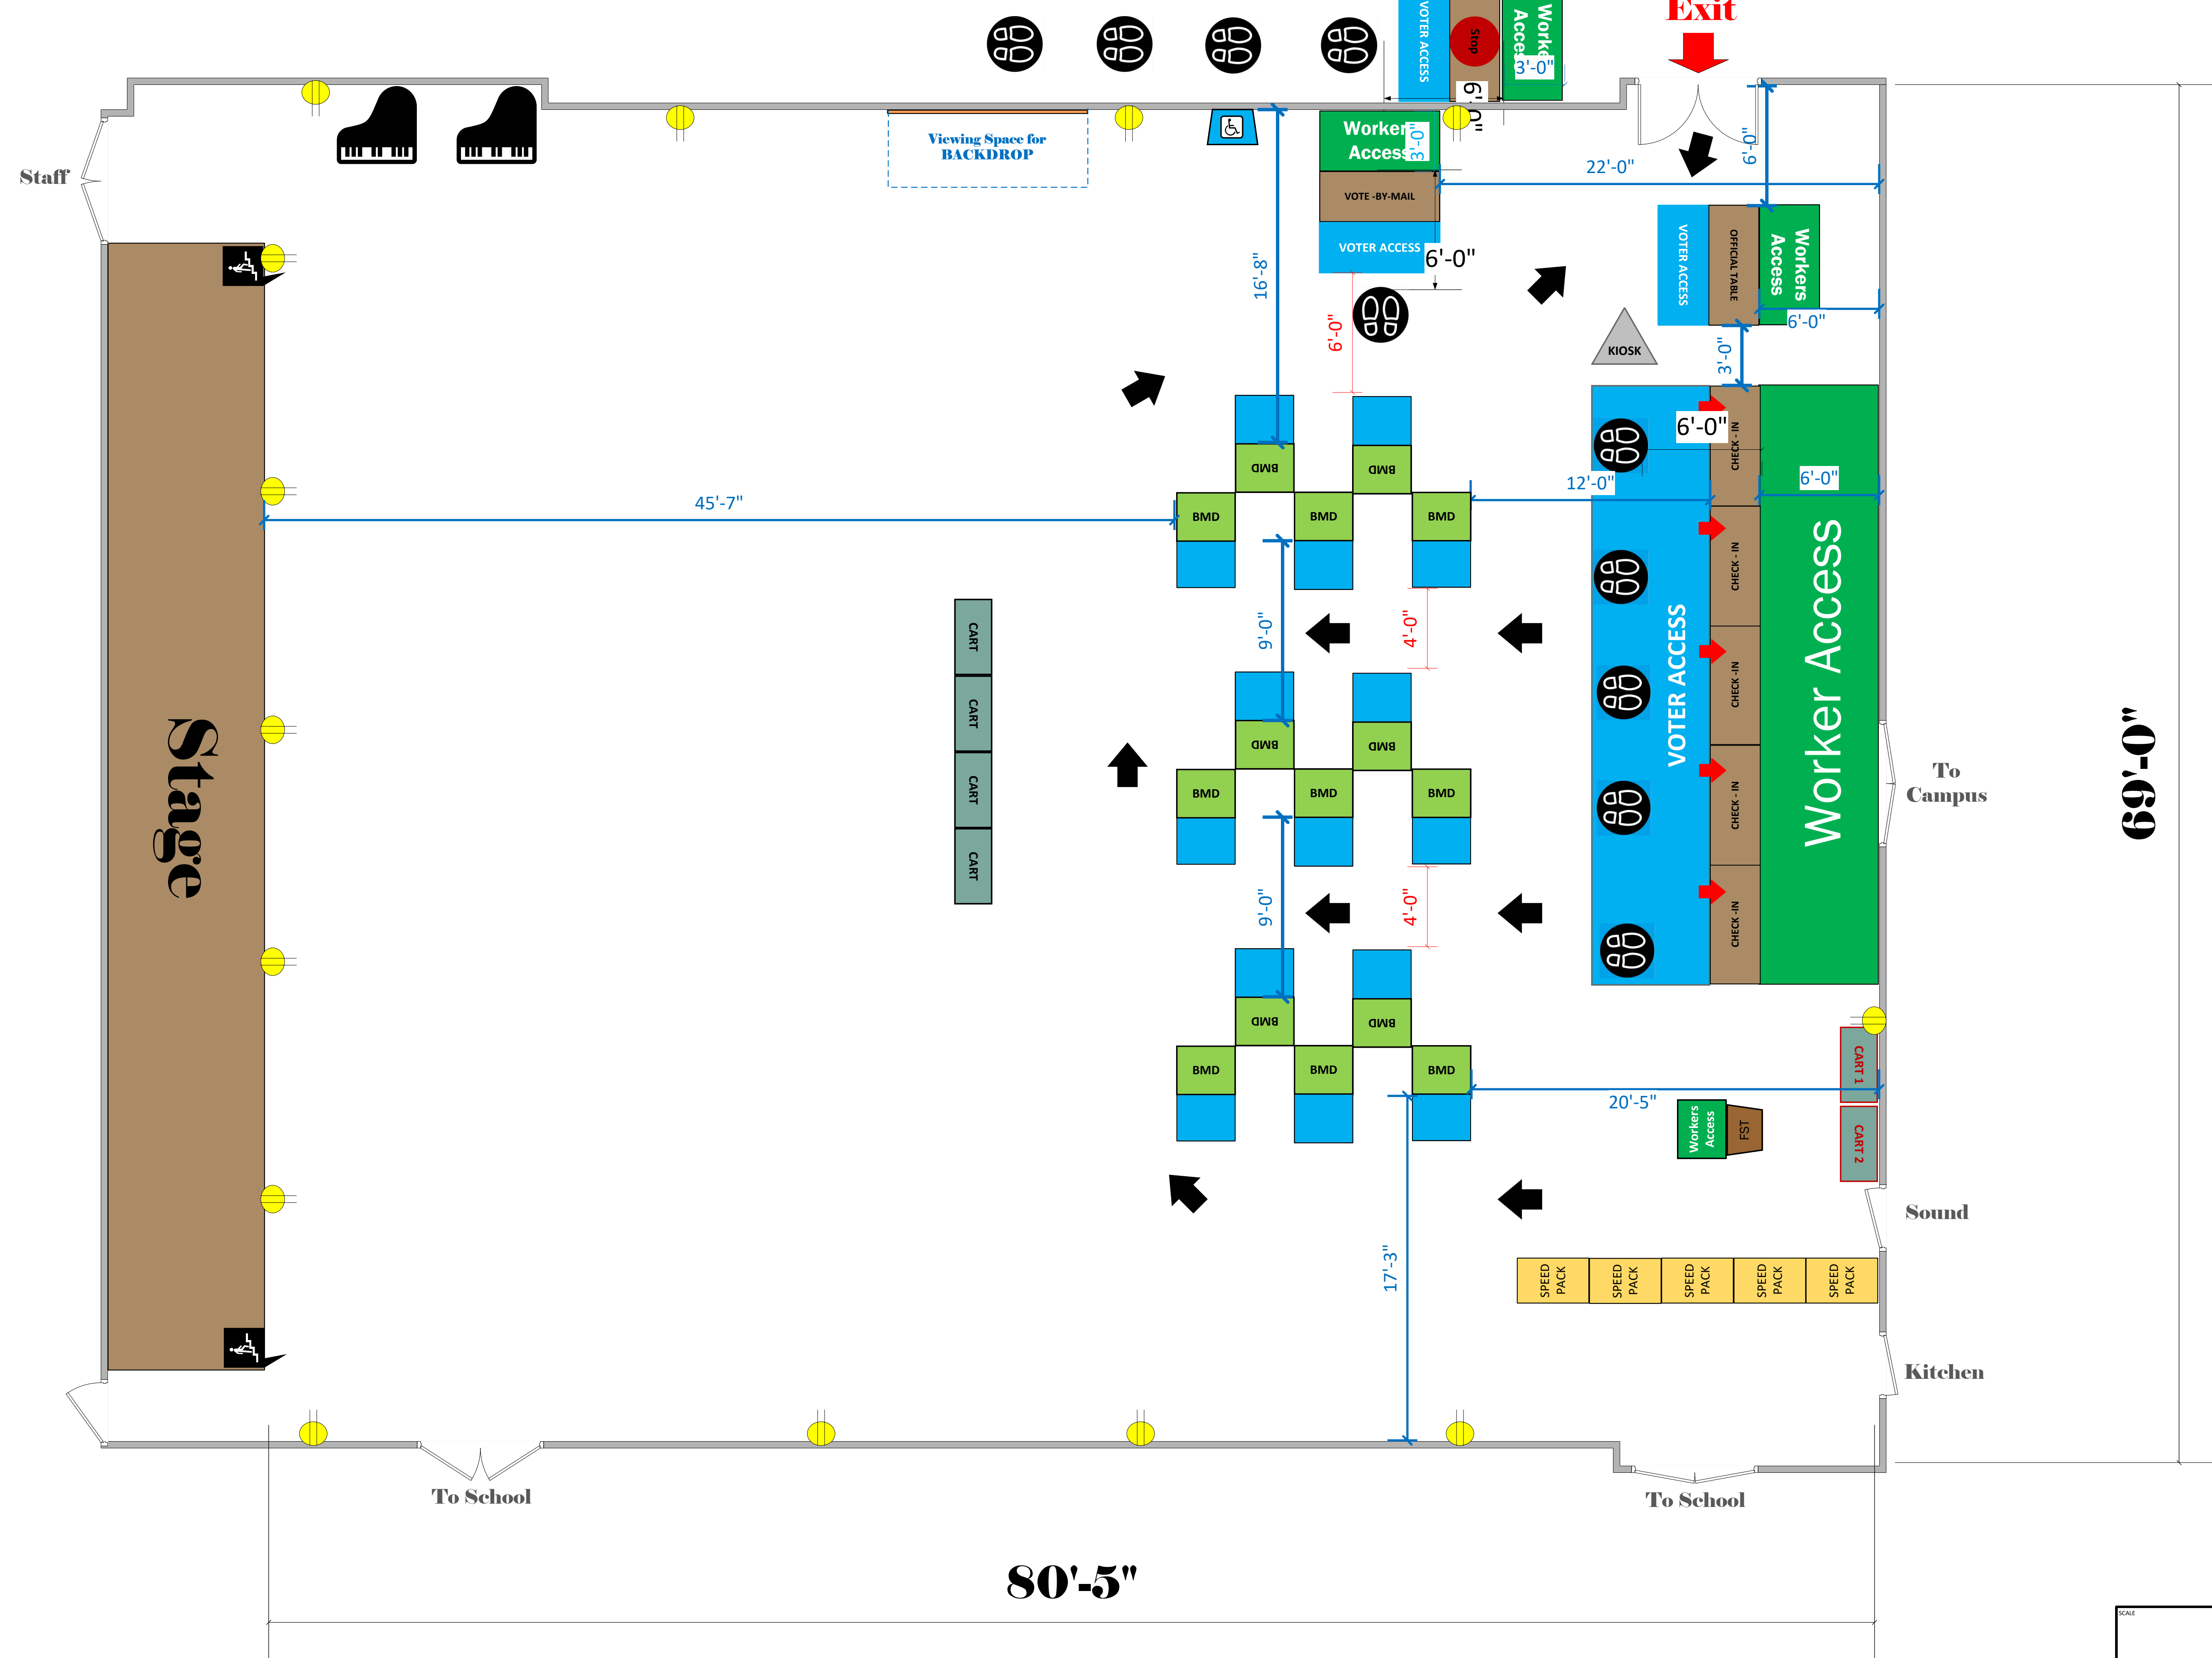 Exit
VOTER ACCESS
Stop
3'-0"
6'-0"
Staff
Viewing Space for
BACKDROP
Worker
Access
3'-0"
VOTE -BY-MAIL
VOTER ACCESS
6'-0"
22'-0"
6'-0"
16'-8"
6'-0"
VOTER ACCESS
OFFICIAL TABLE
Workers
Access
6'-0"
3'-0"
KIOSK
6'-0"
BMD
BMD
BMD
BMD
BMD
45'-7"
12'-0"
6'-0"
CHECK - IN
CHECK - IN
CHECK -IN
CHECK - IN
CHECK -IN
VOTER ACCESS
Worker Access
CART
CART
CART
CART
9'-0"
4'-0"
BMD
BMD
BMD
BMD
BMD
Stage
To
Campus
69'-0"
9'-0"
4'-0"
BMD
BMD
BMD
BMD
BMD
20'-5"
CART 1
CART 2
Workers
Access
FST
Sound
17'-3"
SPEED
PACK
SPEED
PACK
SPEED
PACK
SPEED
PACK
SPEED
PACK
Kitchen
To School
To School
80'-5"
SCALE